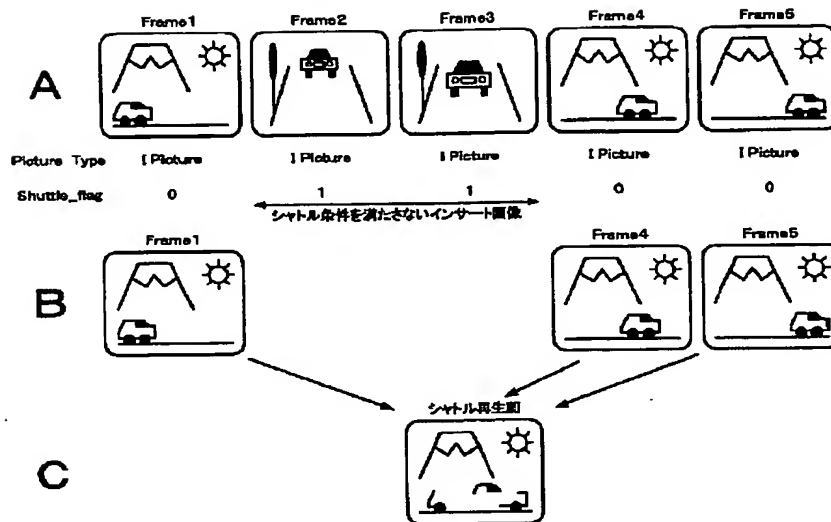 Frame1 Frame2 Frame3 Frame4 Frame5
A
Picture Type I Picture I Picture I Picture I Picture I Picture
Shuttle_flag 0 1 1 0 0
シャトル条件を満たさないインサート画像
Frame1 Frame4 Frame5
B
シャトル再生画
C